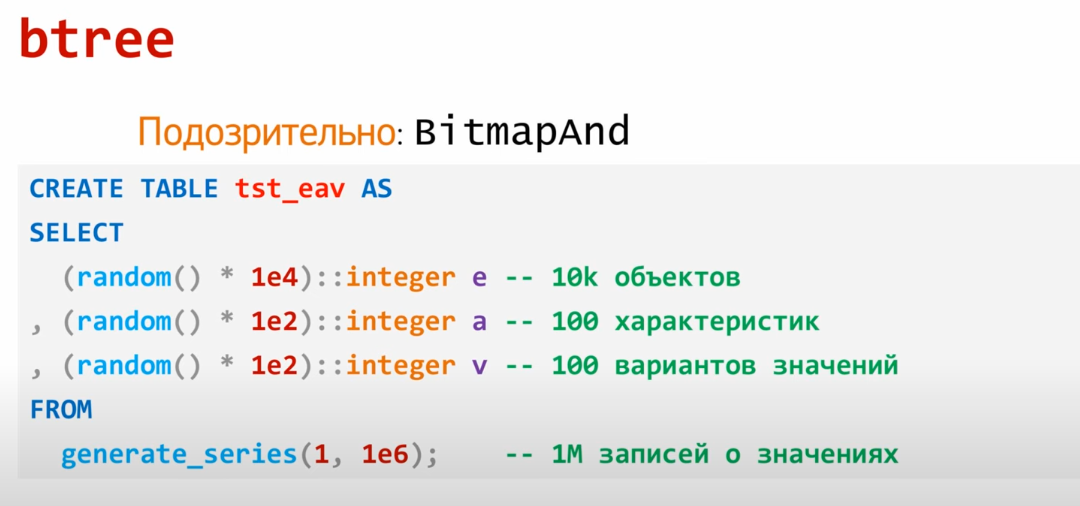 btree
Подозрительно: BitmapAnd
CREATE TABLE tst_eav AS
SELECT
(random() * 1e4)::integer e -- 10k объектов
, (random() * 1e2)::integer a -- 100 характеристик
, (random() * 1e2)::integer v -- 100 вариантов значений
FROM
generate_series(1, 1e6); -- 1M записей о значениях